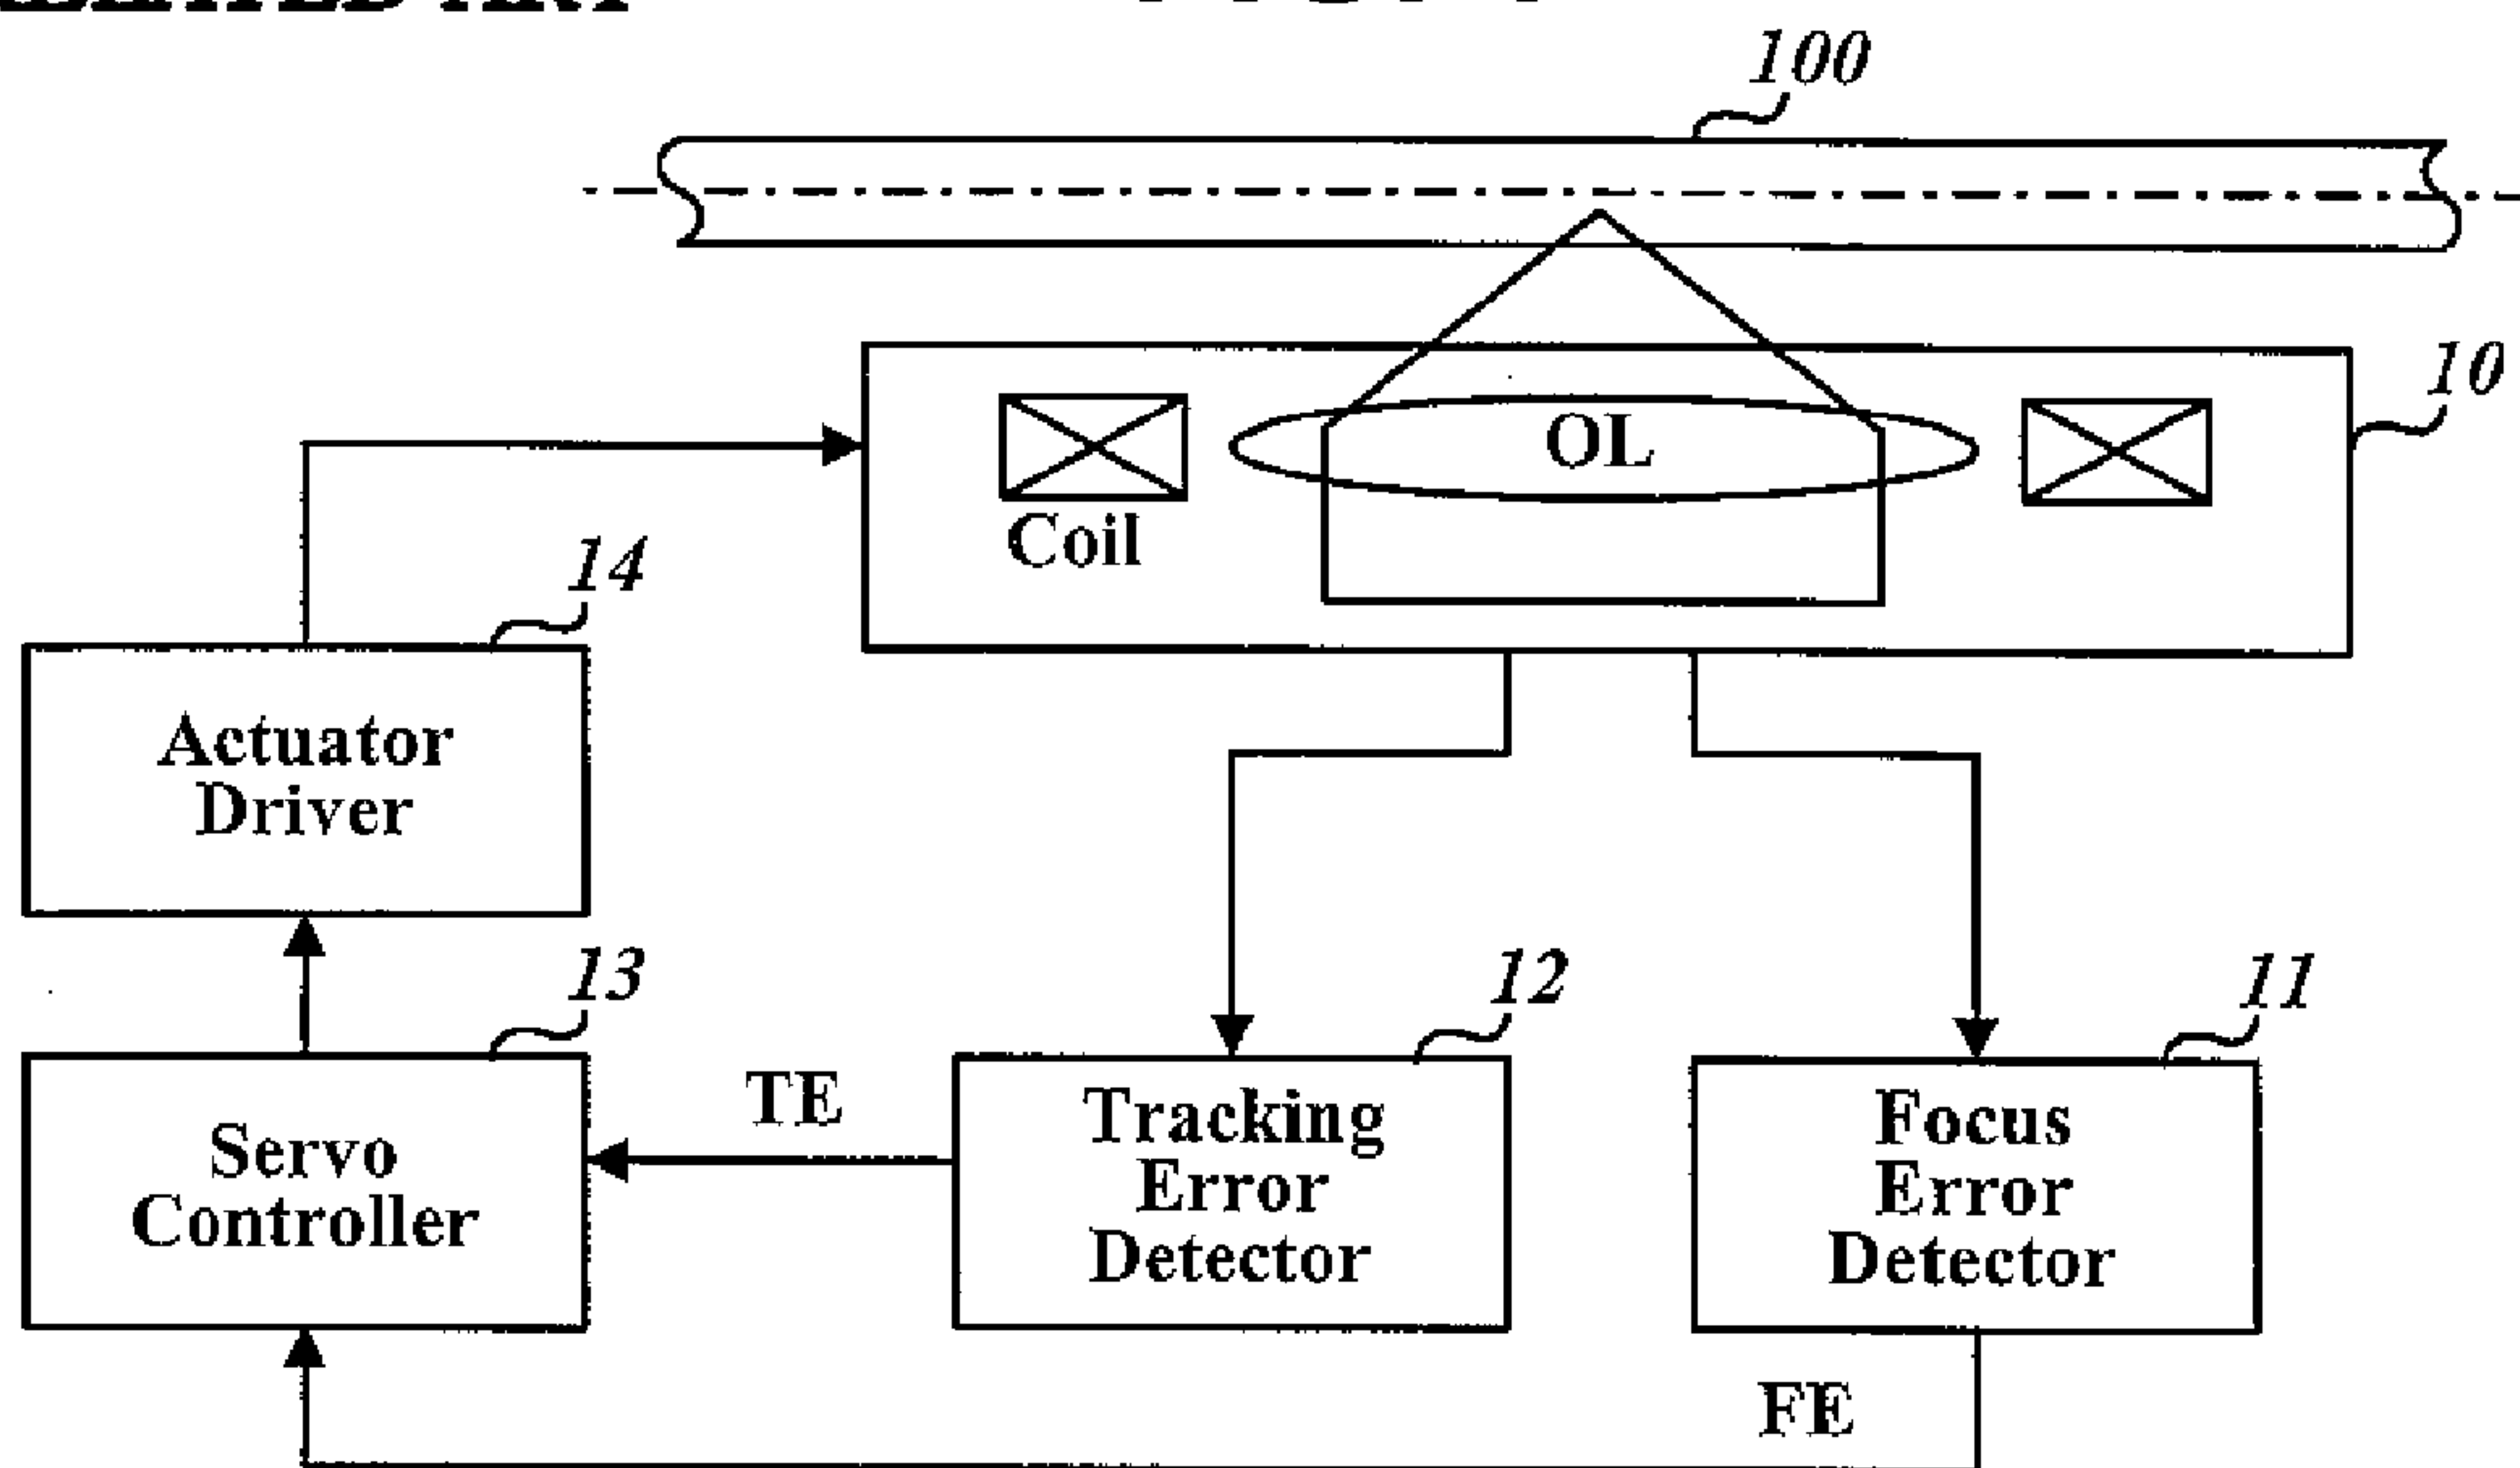 100
10
OL
Coil
14
Actuator
Driver
13
12
11
TE
Servo
Controller
Tracking
Error
Detector
Focus
Error
Detector
FE